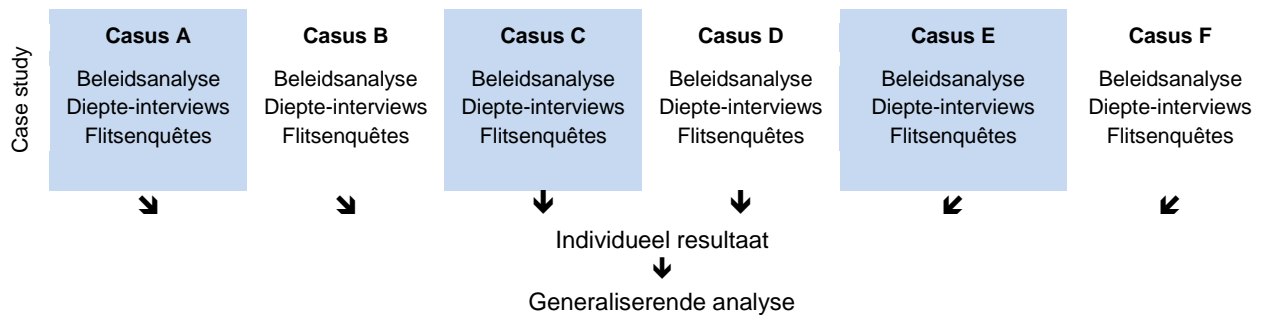 Case study
Casus A
Beleidsanalyse
Diepte-interviews
Flitsenquêtes
Casus B
Beleidsanalyse
Diepte-interviews
Flitsenquêtes
Casus C
Beleidsanalyse
Diepte-interviews
Flitsenquêtes
Casus D
Beleidsanalyse
Diepte-interviews
Flitsenquêtes
Casus E
Beleidsanalyse
Diepte-interviews
Flitsenquêtes
Casus F
Beleidsanalyse
Diepte-interviews
Flitsenquêtes
Individueel resultaat
Generaliserende analyse